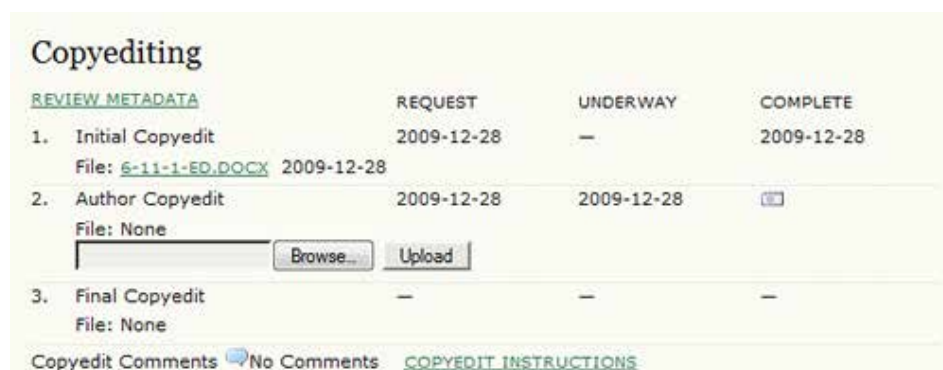 Copyediting
REVIEW METADATA REQUEST UNDERWAY COMPLETE
1. Initial Copyedit 2009-12-28 — 2009-12-28
File: 6-11-1-ED.DOCX 2009-12-28
2. Author Copyedit 2009-12-28 2009-12-28
File: None
Browse... Upload
3. Final Copyedit — — —
File: None
Copyedit Comments No Comments COPYEDIT INSTRUCTIONS